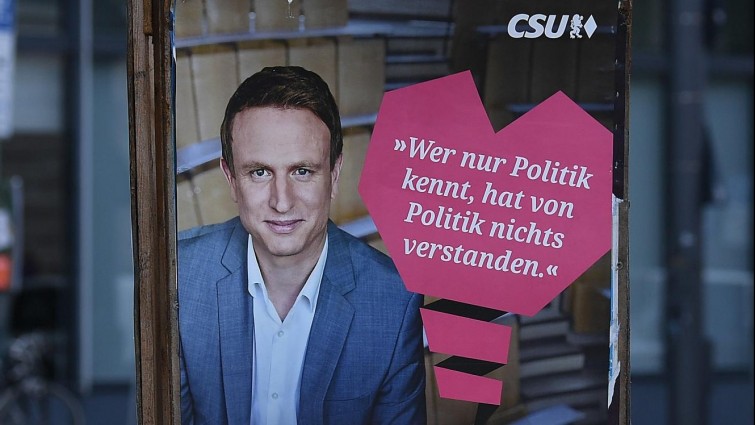 CSU
»Wer nur Politik
kennt, hat von
Politik nichts
verstanden.«